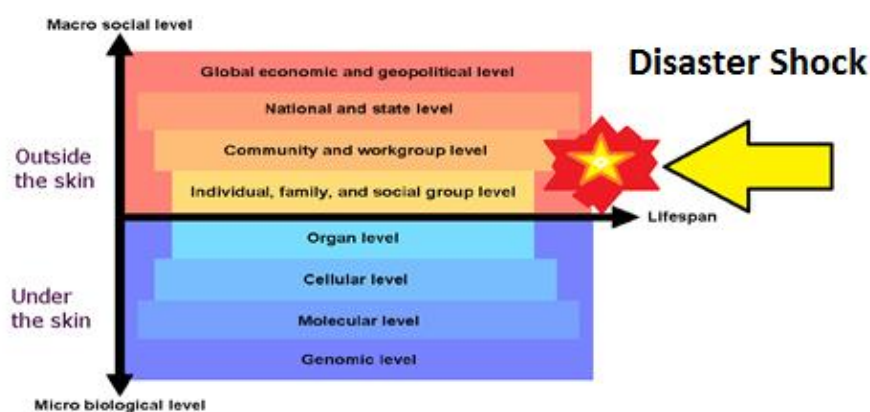 Macro social level
Disaster Shock
Global economic and geopolitical level
National and state level
Outside
the skin
Community and workgroup level
Individual, family, and social group level
Lifespan
Organ level
Under
the skin
Cellular level
Molecular level
Genomic level
Micro biological level